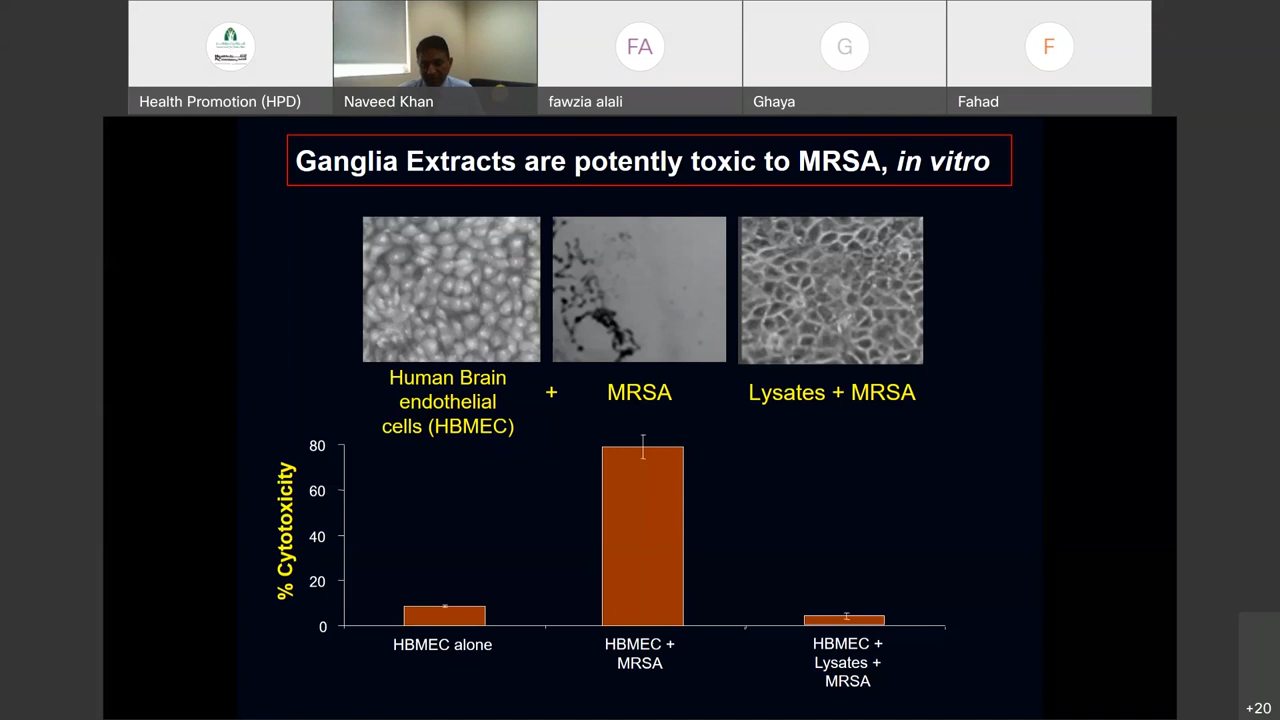 Health Promotion (HPD)
Naveed Khan
FA
fawzia alali
G
Ghaya
F
Fahad
Ganglia Extracts are potently toxic to MRSA, in vitro
Human Brain
endothelial
cells (HBMEC)
+
MRSA
Lysates + MRSA
% Cytotoxicity
80
60
40
20
0
HBMEC alone
HBMEC +
MRSA
HBMEC +
Lysates +
MRSA
+20